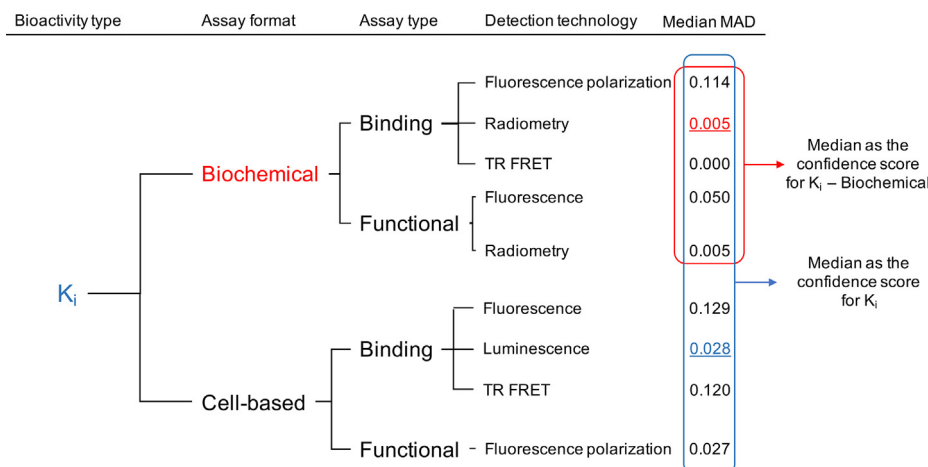 Bioactivity type Assay format Assay type Detection technology Median MAD
Fluorescence polarization 0.114
Binding Radiometry 0.005
TR FRET 0.000
Biochemical
Fluorescence 0.050
Functional
Radiometry 0.005
Median as the
confidence score
for Ki – Biochemical
Ki
Median as the
confidence score
for Ki
Fluorescence 0.129
Binding Luminescence 0.028
TR FRET 0.120
Cell-based
Functional Fluorescence polarization 0.027